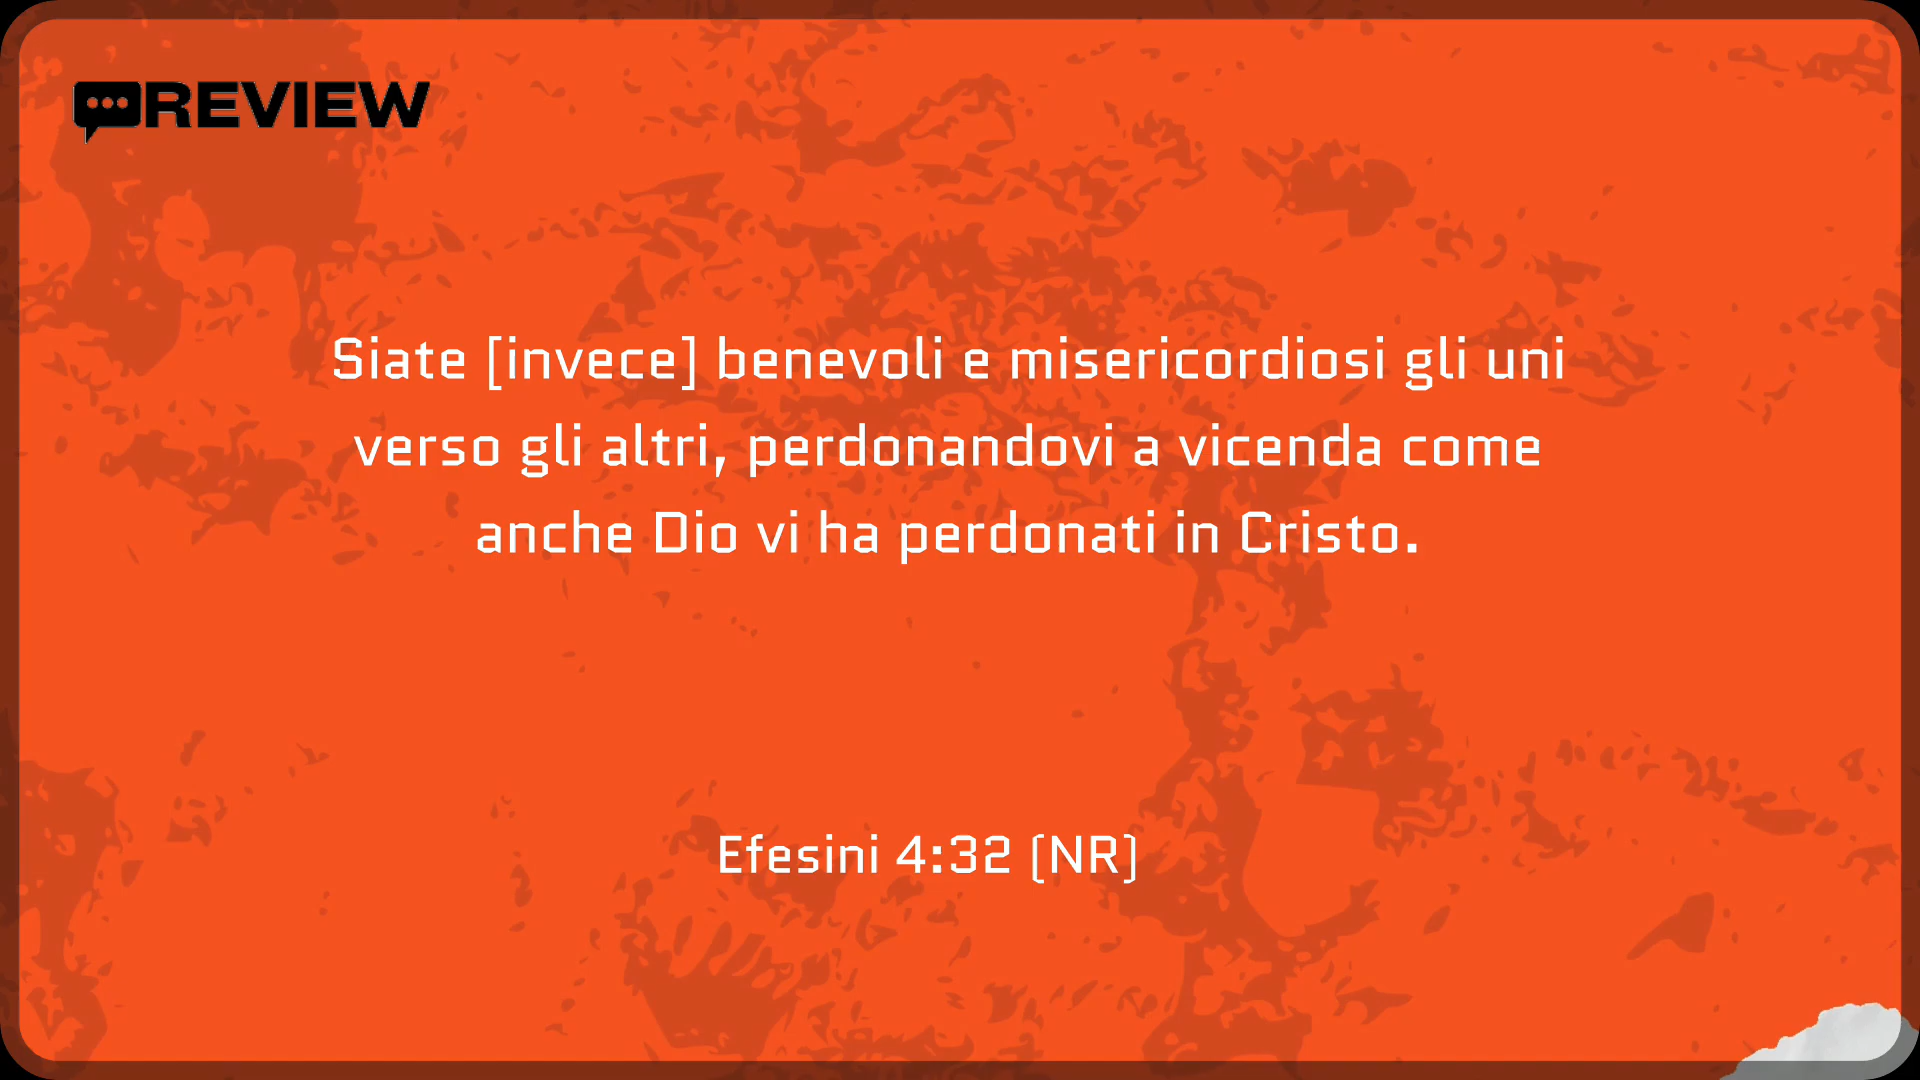 REVIEW
Siate [invece] benevoli e misericordiosi gli uni
verso gli altri, perdonandovi a vicenda come
anche Dio vi ha perdonati in Cristo.
Efesini 4:32 (NR)